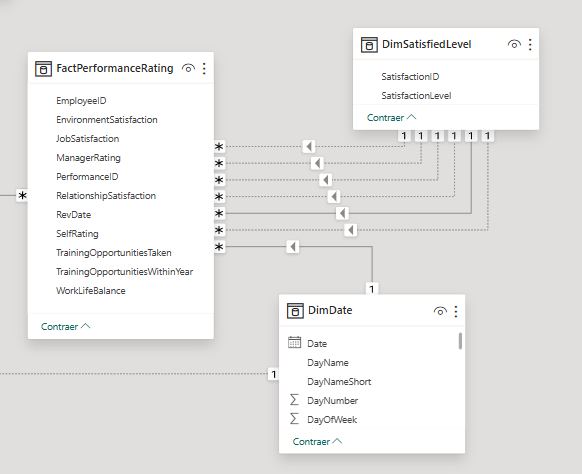 FactPerformanceRating
EmployeeID
EnvironmentSatisfaction
JobSatisfaction
ManagerRating
PerformanceID
RelationshipSatisfaction
RevDate
SelfRating
TrainingOpportunitiesTaken
TrainingOpportunitiesWithinYear
WorkLifeBalance
Contraer
DimSatisfiedLevel
SatisfactionID
SatisfactionLevel
Contraer
1 1 1 1 1 1
*
*
*
*
*
*
*
*
1
1
DimDate
Date
DayName
DayNameShort
DayNumber
DayOfWeek
Contraer